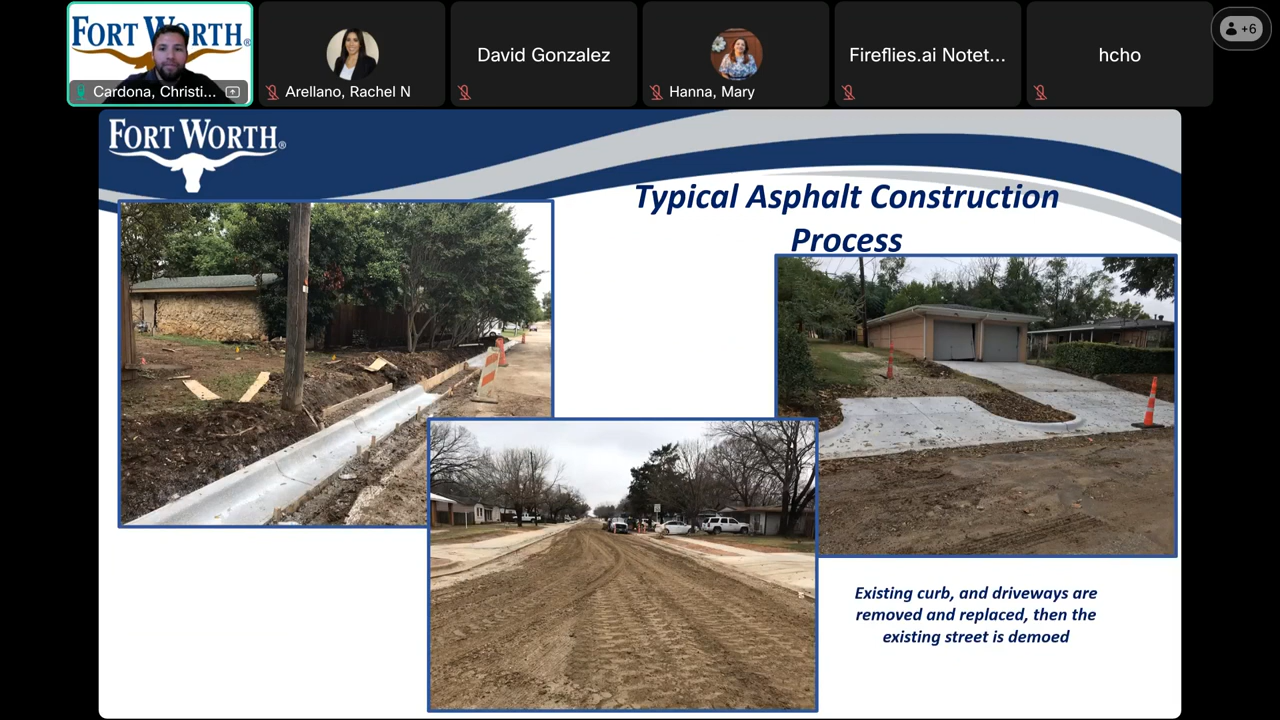 FORT WORTH®
Cardona, Christi...
Arellano, Rachel N
David Gonzalez
Hanna, Mary
Fireflies.ai Notet...
hcho
+6
FORT WORTH®
Typical Asphalt Construction
Process
Existing curb, and driveways are
removed and replaced, then the
existing street is demoed